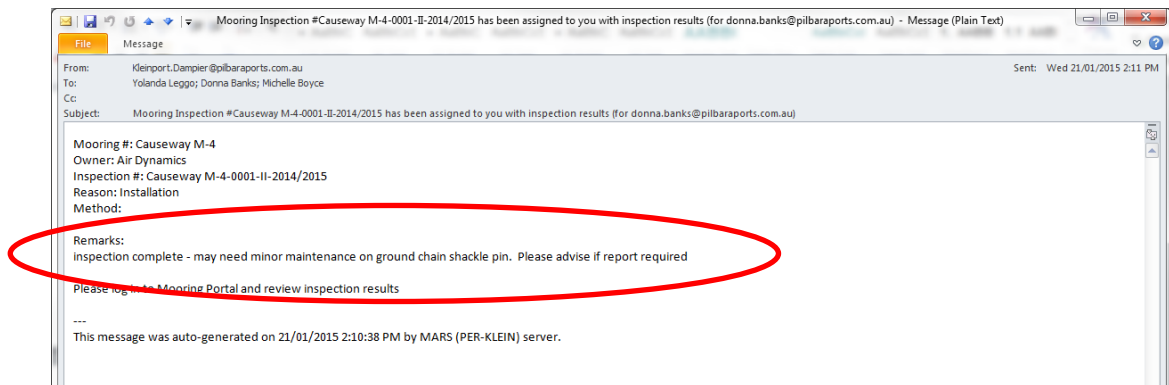 Mooring Inspection #Causeway M-4-0001-II-2014/2015 has been assigned to you with inspection results (for donna.banks@pilbaraports.com.au) - Message (Plain Text)
File Message
From: Kleinport.Dampier@pilbaraports.com.au Sent: Wed 21/01/2015 2:11 PM
To: Yolanda Leggo; Donna Banks; Michelle Boyce
Cc:
Subject: Mooring Inspection #Causeway M-4-0001-II-2014/2015 has been assigned to you with inspection results (for donna.banks@pilbaraports.com.au)
Mooring #: Causeway M-4
Owner: Air Dynamics
Inspection #: Causeway M-4-0001-II-2014/2015
Reason: Installation
Method:
Remarks:
inspection complete - may need minor maintenance on ground chain shackle pin. Please advise if report required
Please log in to Mooring Portal and review inspection results
---
This message was auto-generated on 21/01/2015 2:10:38 PM by MARS (PER-KLEIN) server.